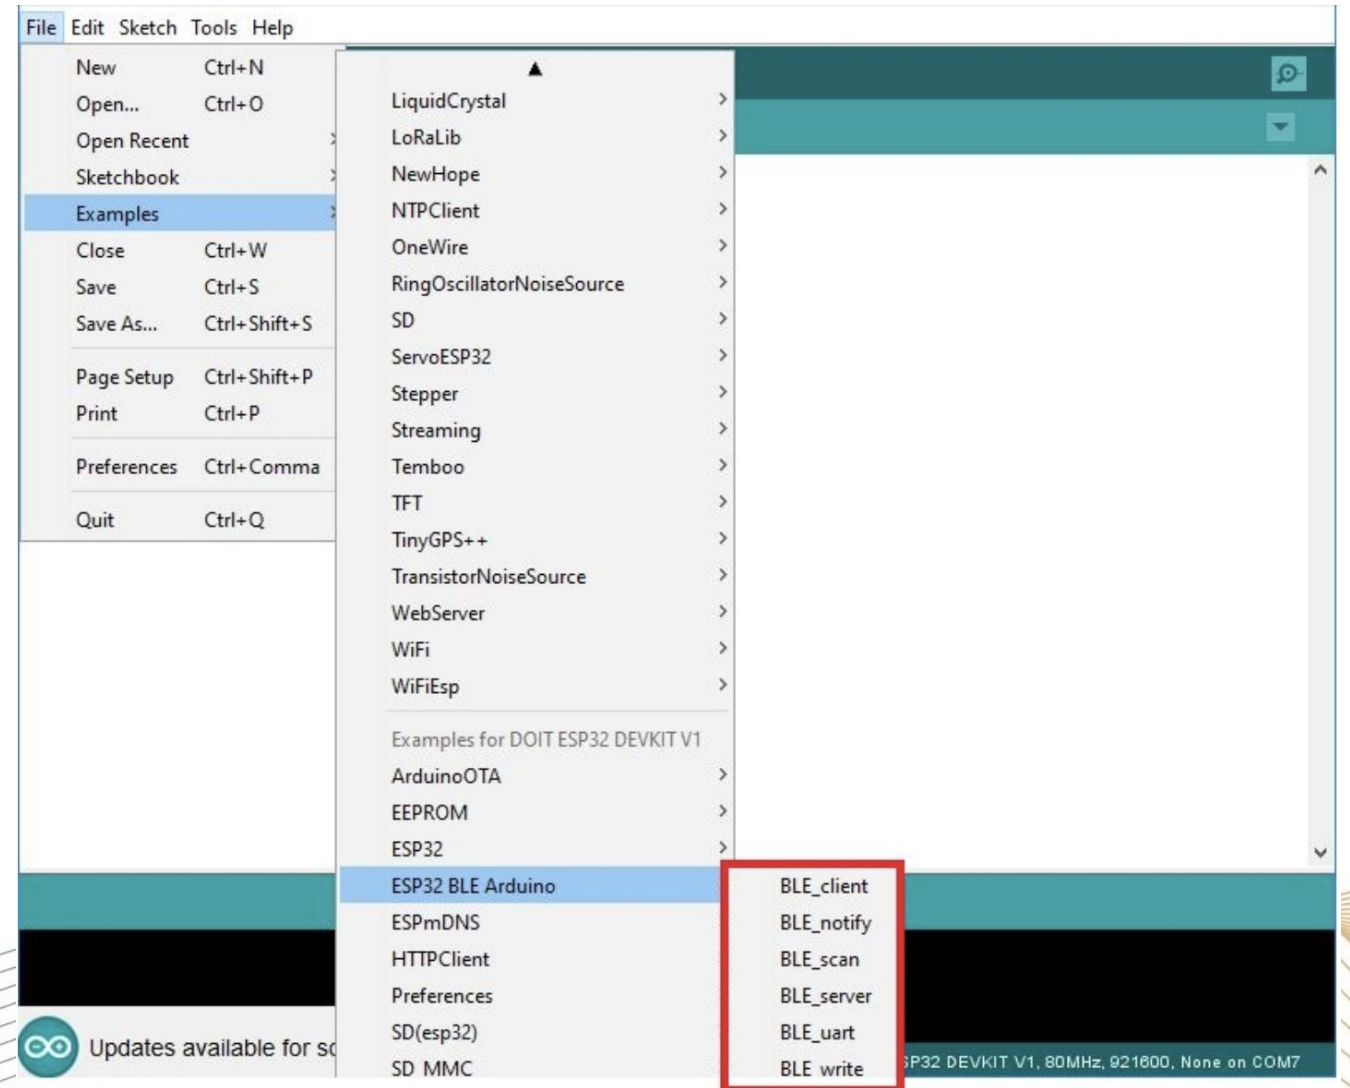 File Edit Sketch Tools Help
New Ctrl+N
Open... Ctrl+O
Open Recent
Sketchbook
Examples
Close Ctrl+W
Save Ctrl+S
Save As... Ctrl+Shift+S
Page Setup Ctrl+Shift+P
Print Ctrl+P
Preferences Ctrl+Comma
Quit Ctrl+Q
LiquidCrystal
LoRaLib
NewHope
NTPClient
OneWire
RingOscillatorNoiseSource
SD
ServoESP32
Stepper
Streaming
Temboo
TFT
TinyGPS++
TransistorNoiseSource
WebServer
WiFi
WiFiEsp
Examples for DOIT ESP32 DEVKIT V1
ArduinoOTA
EEPROM
ESP32
ESP32 BLE Arduino
ESPmDNS
HTTPClient
Preferences
SD(esp32)
SD MMC
BLE_client
BLE_notify
BLE_scan
BLE_server
BLE_uart
BLE write
Updates available for
DEVKIT V1, 80MHz, 921600, None on COM7